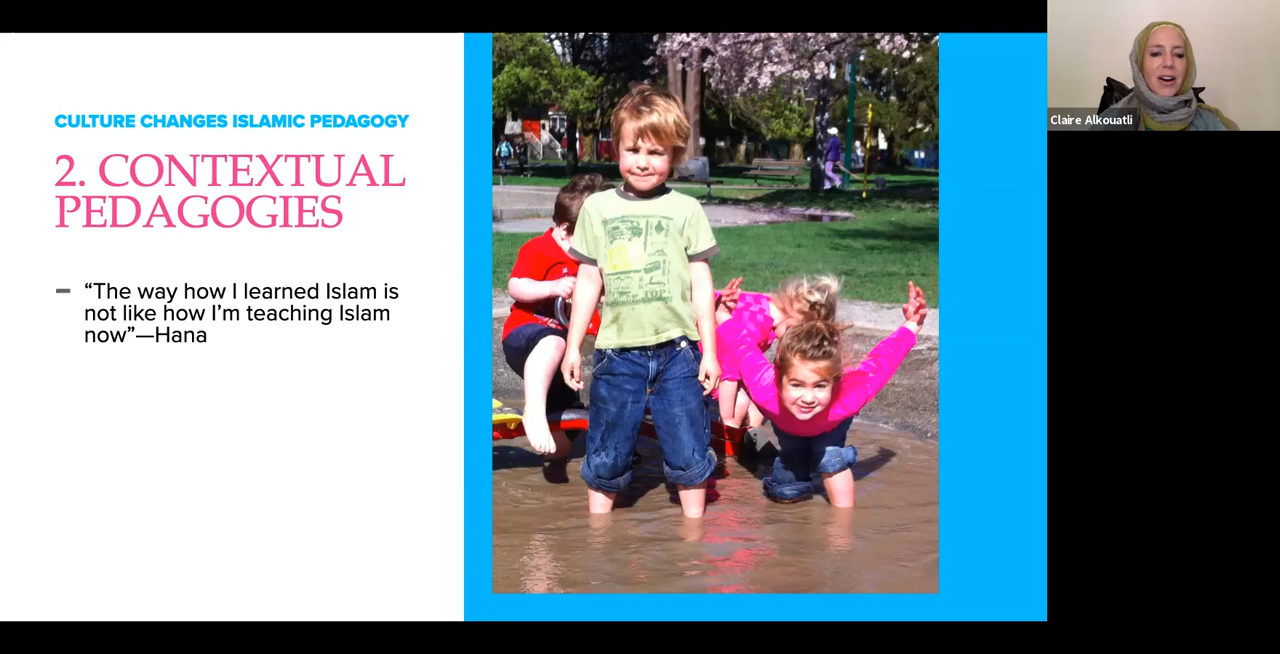 CULTURE CHANGES ISLAMIC PEDAGOGY
2. CONTEXTUAL
PEDAGOGIES
– “The way how I learned Islam is
not like how I’m teaching Islam
now”—Hana
Claire Alkouatli